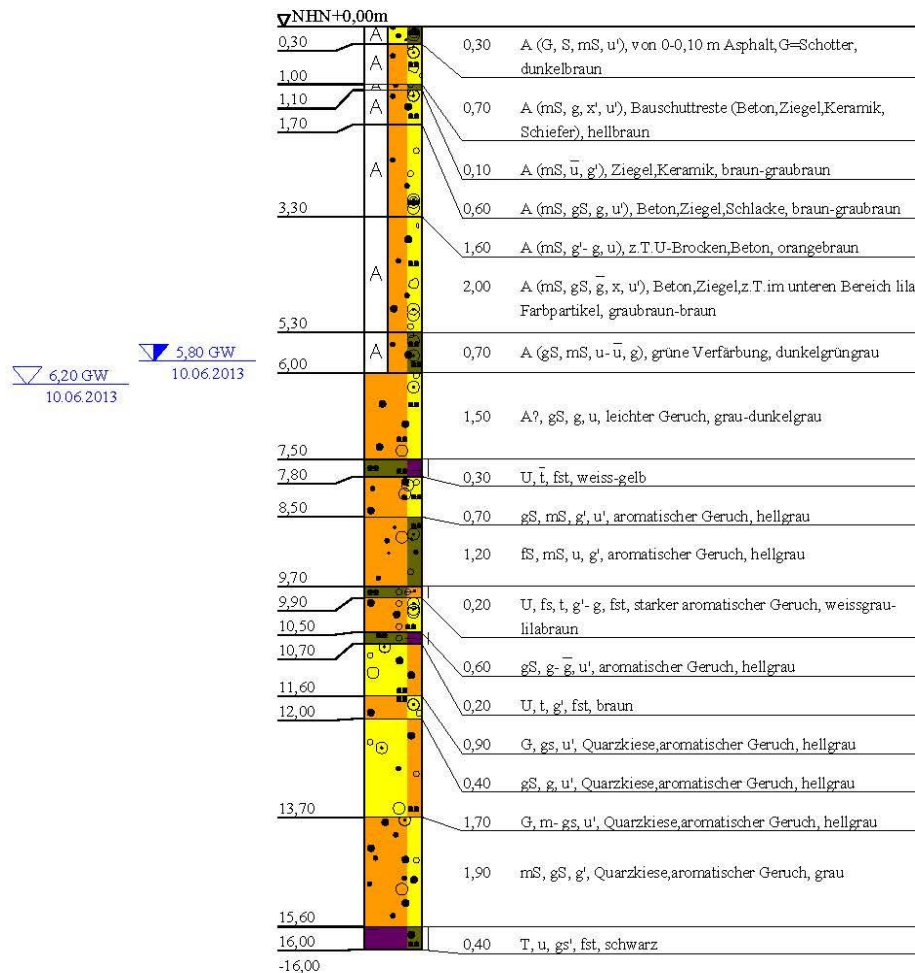 NHN+0,00m
0,30
1,00
1,10
1,70
3,30
5,30
6,00
7,50
7,80
8,50
9,70
9,90
10,50
10,70
11,60
12,00
13,70
15,60
16,00
-16,00
A
A
A
A
A
A
A
5,80 GW
10.06.2013
6,20 GW
10.06.2013
0,30 A (G, S, mS, u'), von 0-0,10 m Asphalt,G=Schotter,
dunkelbraun
0,70 A (mS, g, x', u'), Bauschuttreste (Beton,Ziegel,Keramik,
Schiefer), hellbraun
0,10 A (mS, u̅, g'), Ziegel,Keramik, braun-graubraun
0,60 A (mS, gS, g, u'), Beton,Ziegel,Schlacke, braun-graubraun
1,60 A (mS, g'- g, u), z.T.U-Brocken,Beton, orangebraun
2,00 A (mS, gS, g̅, x, u'), Beton,Ziegel,z.T.im unteren Bereich lila
Farbpartikel, graubraun-braun
0,70 A (gS, mS, u- u̅, g), grüne Verfärbung, dunkelgrüngrau
1,50 A?, gS, g, u, leichter Geruch, grau-dunkelgrau
0,30 U, t̅, fst, weiss-gelb
0,70 gS, mS, g', u', aromatischer Geruch, hellgrau
1,20 fS, mS, u, g', aromatischer Geruch, hellgrau
0,20 U, fs, t, g'- g, fst, starker aromatischer Geruch, weissgrau-
lilabraun
0,60 gS, g- g̅, u', aromatischer Geruch, hellgrau
0,20 U, t, g', fst, braun
0,90 G, gs, u', Quarzkiese,aromatischer Geruch, hellgrau
0,40 gS, g, u', Quarzkiese,aromatischer Geruch, hellgrau
1,70 G, m- gs, u', Quarzkiese,aromatischer Geruch, hellgrau
1,90 mS, gS, g', Quarzkiese,aromatischer Geruch, grau
0,40 T, u, gs', fst, schwarz